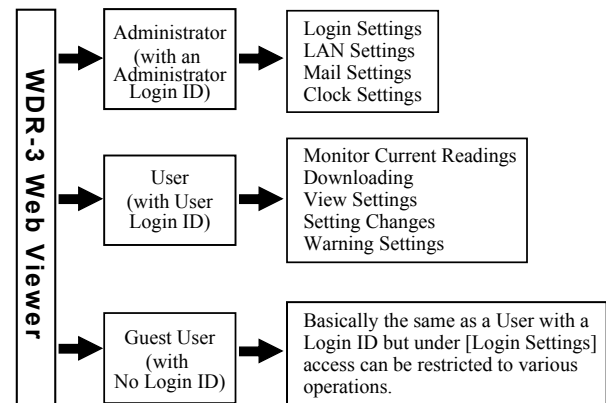 WDR-3 Web Viewer
Administrator
(with an
Administrator
Login ID)
Login Settings
LAN Settings
Mail Settings
Clock Settings
User
(with User
Login ID)
Monitor Current Readings
Downloading
View Settings
Setting Changes
Warning Settings
Guest User
(with
No Login ID)
Basically the same as a User with a
Login ID but under [Login Settings]
access can be restricted to various
operations.